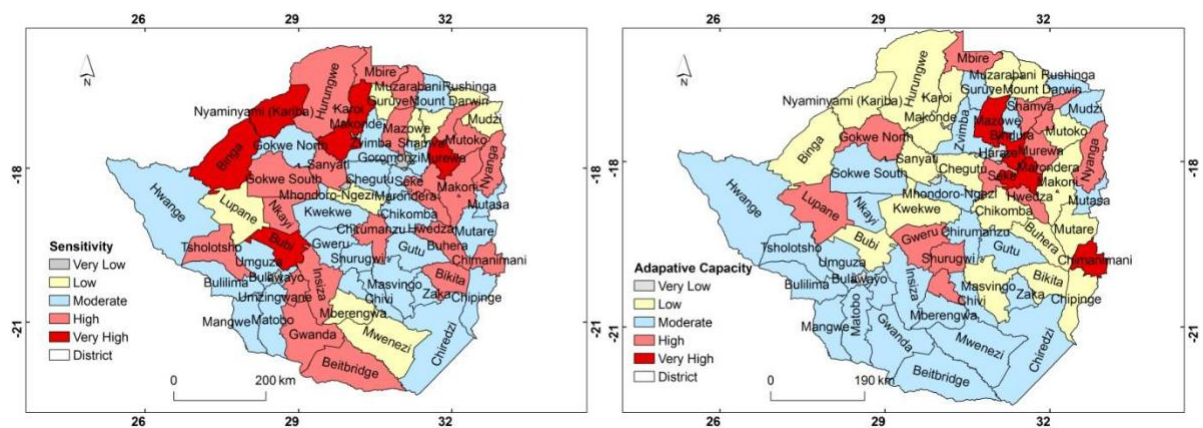 26 29 32
N
Mbire
Hurungwe
Muzarabani Rushinga
Karoi
Guruve Mount Darwin
Nyaminyami (Kariba)
Makonde
Mazowe
Mudzi
Zvimba
Shamva
Mutoko
Binga
Gokwe North
Goromonzi
Murewa
Sanyati
Nyanga
-18
Gokwe South
Chegutu
Seke
Makoni
Hwange
Mhondoro-Ngezi
Marondera
Lupane
Nkayi
Kwekwe
Chikomba
Mutasa
Hwedza
Mutare
Sensitivity
Very Low
Low
Moderate
High
Very High
District
Tsholotsho
Bubi
Gweru
Chirumanzu
Buhera
Umguza
Shurugwi
Gutu
Chimanimani
Bulawayo
Bulilima
Insiza
Masvingo
Bikita
Umzingwane
Zaka
Chivi
Chipinge
Mangwe
Matobo
Mberengwa
-21
Gwanda
Mwenezi
Chiredzi
Beitbridge
0 200 km
26 29 32
26 29 32
N
Mbire
Hurungwe
Muzarabani Rushinga
Guruve Mount Darwin
Nyaminyami (Kariba)
Karoi
Shamva
Mudzi
Makonde
Mazowe
Zvimba
Bindura
Mutoko
Binga
Gokwe North
Murewa
Nyanga
-18
Sanyati
Marondera
Gokwe South
Chegutu
Seke
Makoni
Hwange
Mhondoro-Ngezi
Hwedza
Lupane
Nkayi
Kwekwe
Chikomba
Mutasa
Mutare
Bubi
Gweru
Chirumanzu
Buhera
Tsholotsho
Umguza
Shurugwi
Gutu
Chimanimani
Adapative Capacity
Very Low
Low
Moderate
High
Very High
District
Bulawayo
Bulilima
Insiza
Masvingo
Bikita
Zaka
Chivi
Chipinge
Mangwe
Matobo
Mberengwa
-21
Gwanda
Mwenezi
Chiredzi
Beitbridge
0 190 km
26 29 32